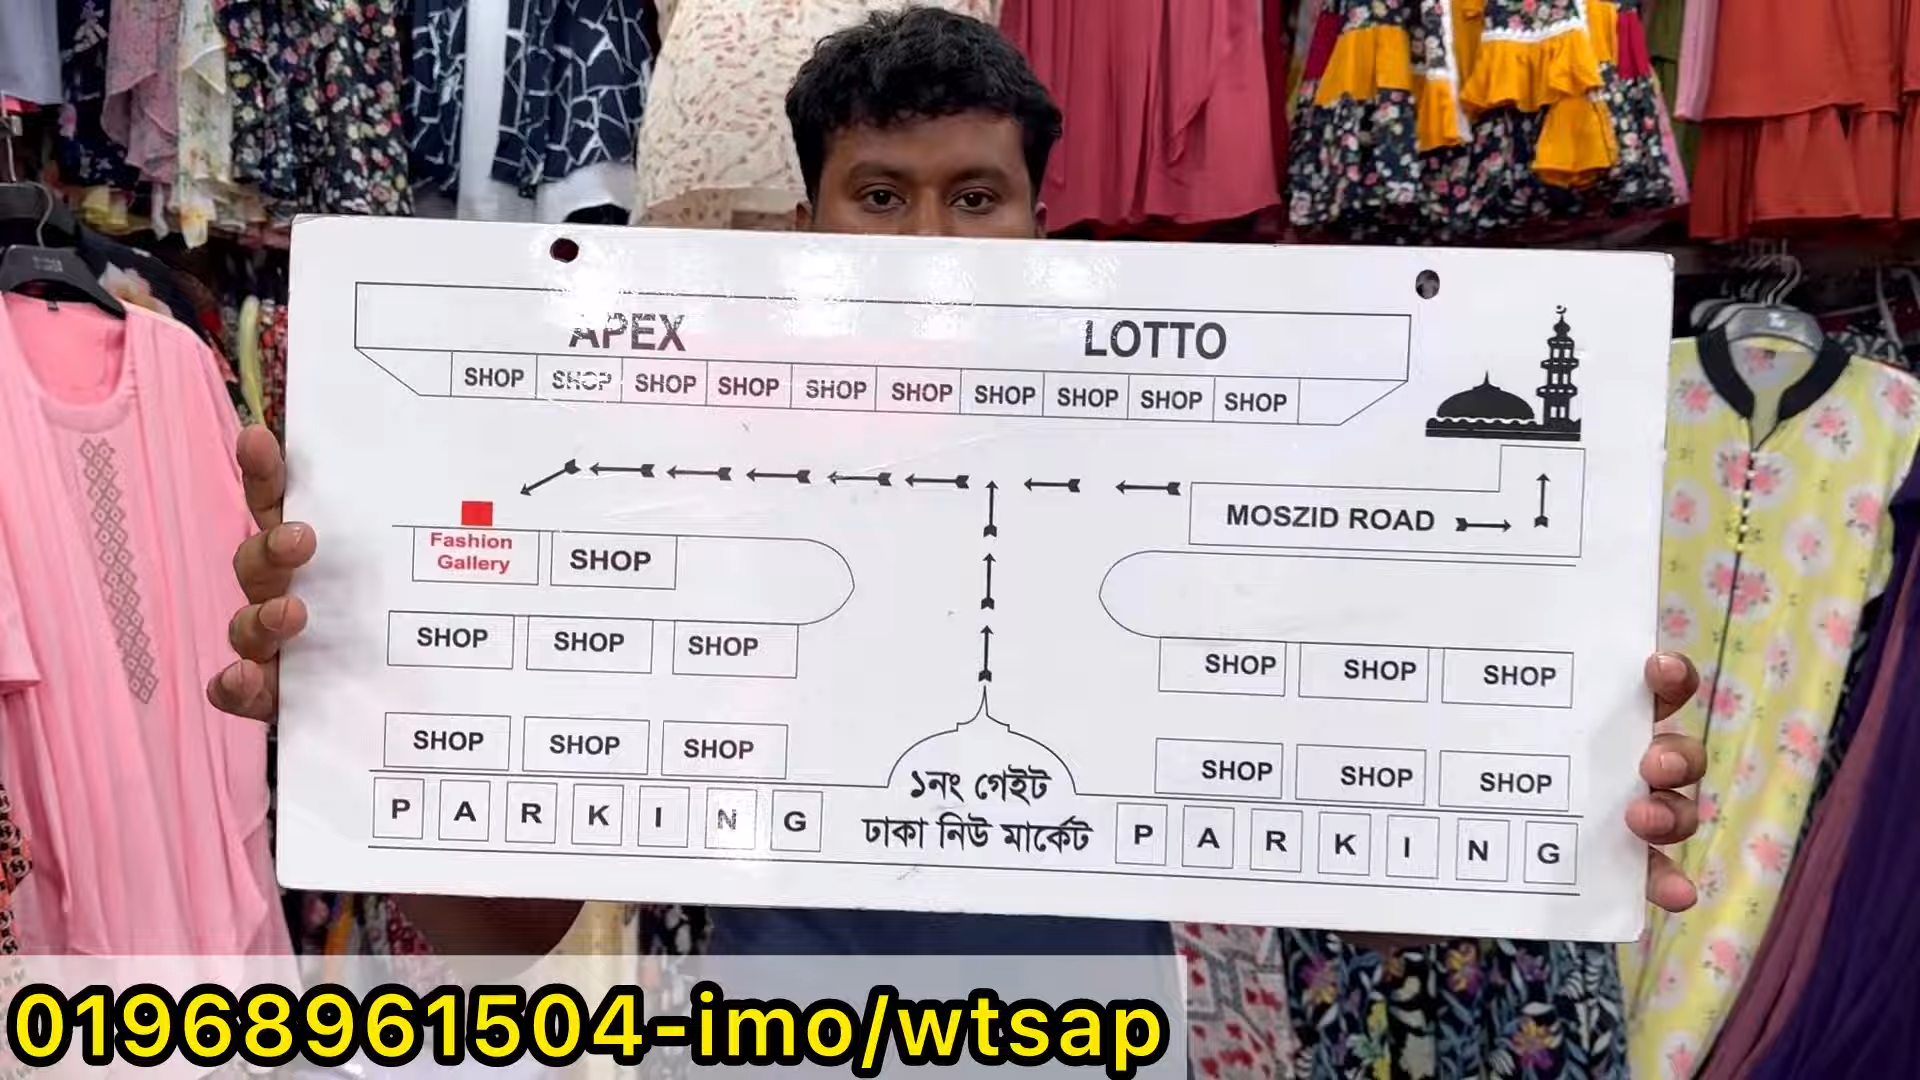 APEX LOTTO
SHOP SHOP SHOP SHOP SHOP SHOP SHOP SHOP SHOP SHOP
MOSZID ROAD
Fashion
Gallery
SHOP
SHOP SHOP SHOP
SHOP SHOP SHOP
SHOP SHOP SHOP
SHOP SHOP SHOP
১নং গেইট
ঢাকা নিউ মার্কেট
P A R K I N G
P A R K I N G
01968961504-imo/wtsap